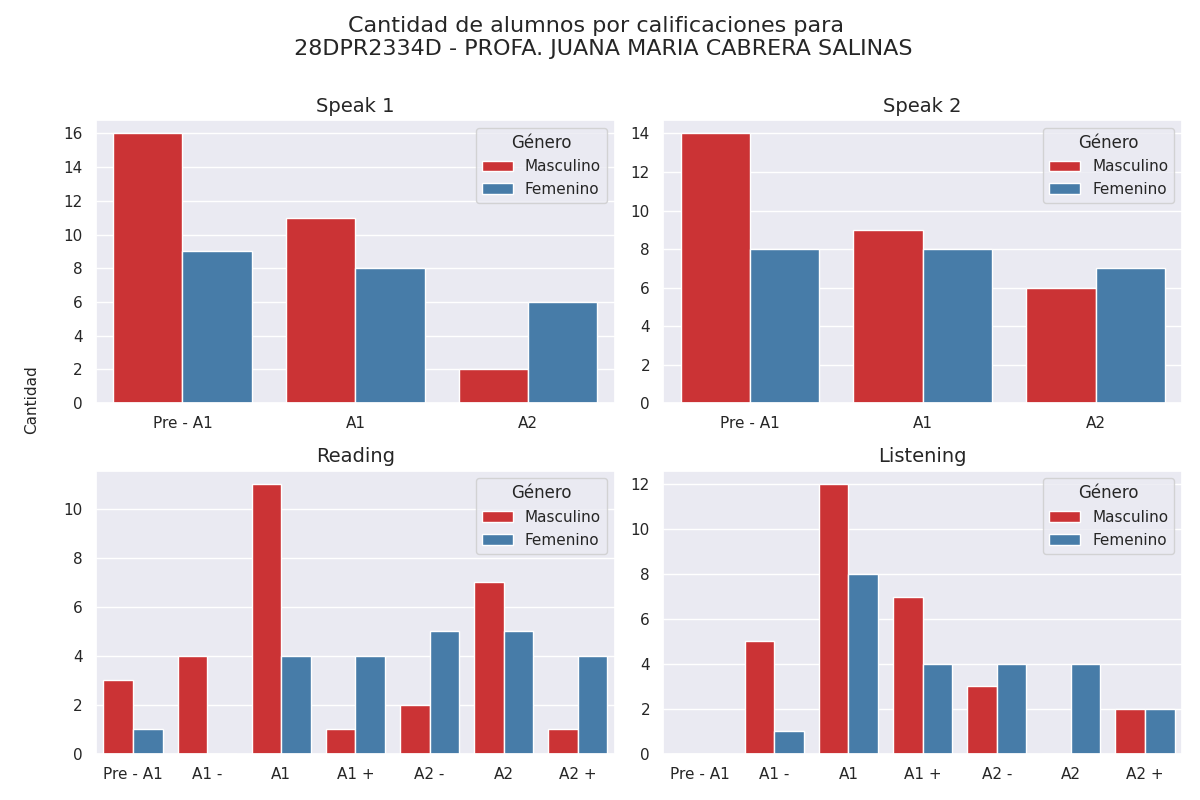 Cantidad de alumnos por calificaciones para
28DPR2334D - PROFA. JUANA MARIA CABRERA SALINAS
Cantidad
Speak 1
16
14
12
10
8
6
4
2
0
Pre - A1 A1 A2
Género
Masculino
Femenino
Speak 2
14
12
10
8
6
4
2
0
Pre - A1 A1 A2
Género
Masculino
Femenino
Reading
10
8
6
4
2
0
Pre - A1 A1 - A1 A1 + A2 - A2 A2 +
Género
Masculino
Femenino
Listening
12
10
8
6
4
2
0
Pre - A1 A1 - A1 A1 + A2 - A2 A2 +
Género
Masculino
Femenino